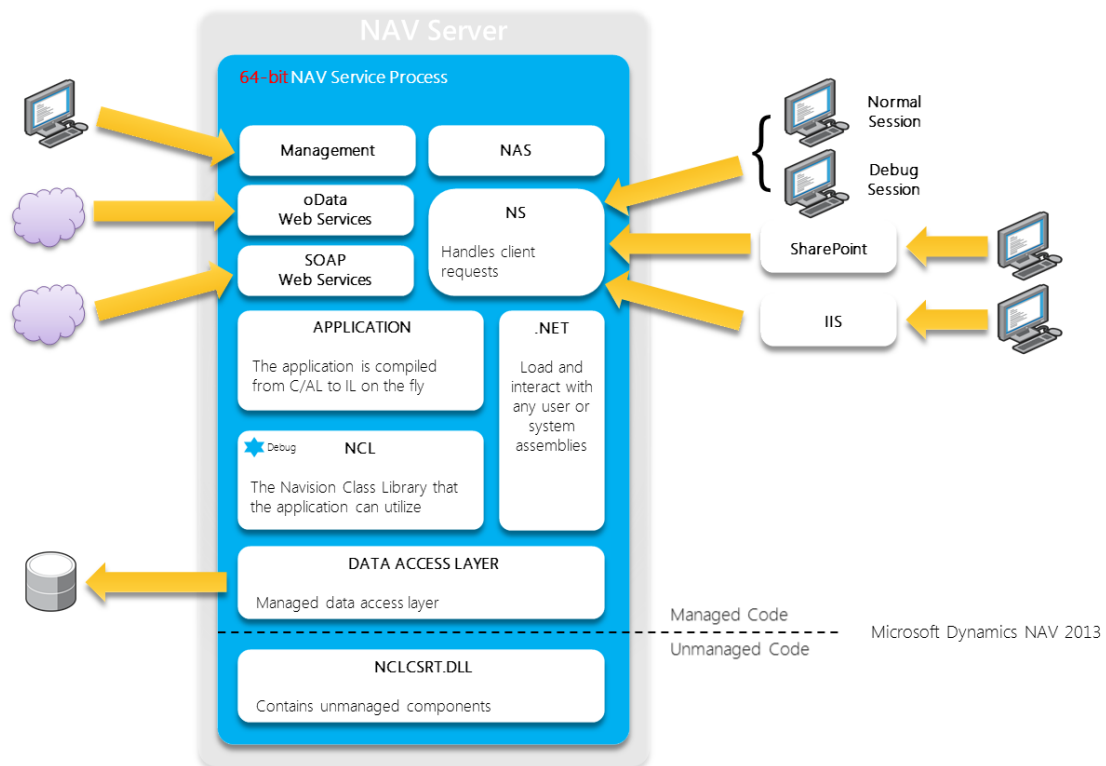 NAV Server
64-bit NAV Service Process
Management
NAS
oData
Web Services
NS
Handles client
requests
SOAP
Web Services
Normal
Session
Debug
Session
SharePoint
IIS
APPLICATION
The application is compiled
from C/AL to IL on the fly
.NET
Load and
interact with
any user or
system
assemblies
Debug
NCL
The Navision Class Library that
the application can utilize
DATA ACCESS LAYER
Managed data access layer
Managed Code
Unmanaged Code
Microsoft Dynamics NAV 2013
NCLCSRT.DLL
Contains unmanaged components